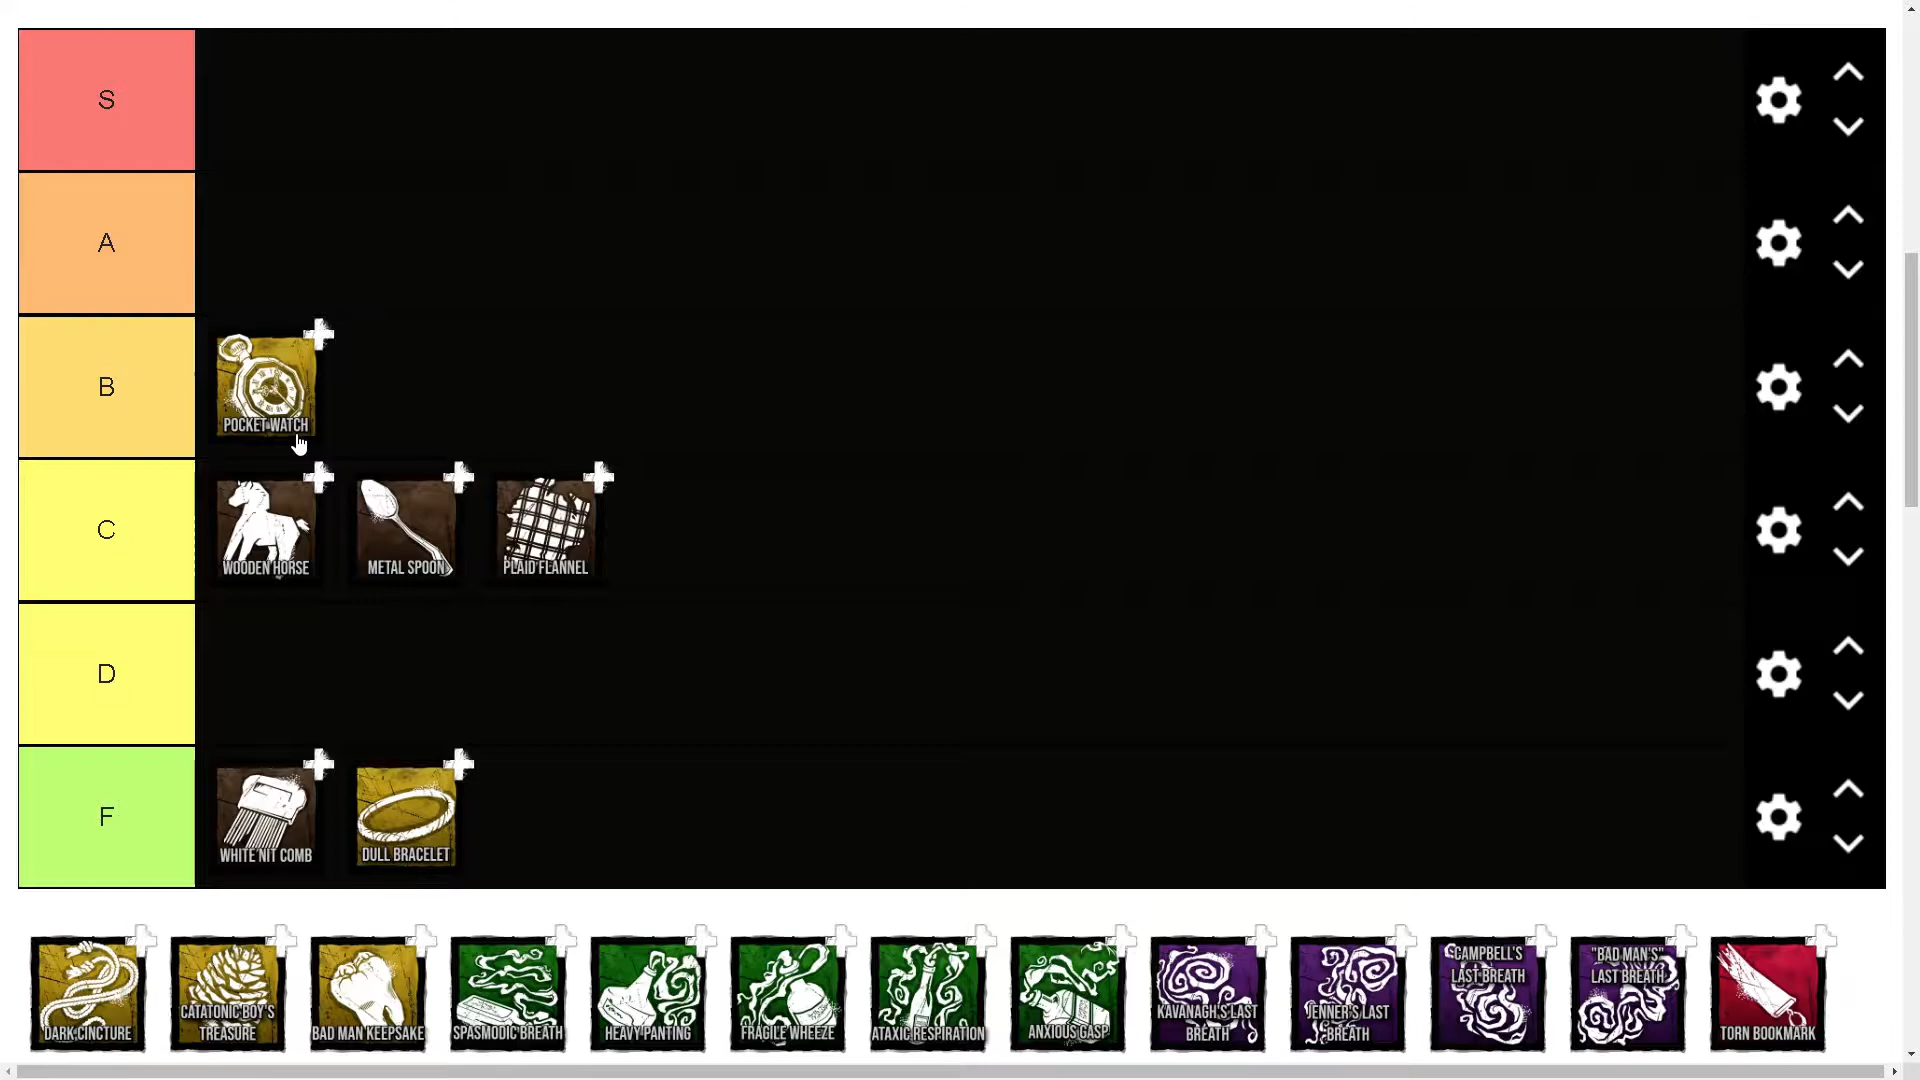 S
A
B
POCKET WATCH
C
WOODEN HORSE
METAL SPOON
PLAID FLANNEL
D
F
WHITE NIT COMB
DULL BRACELET
DARK CINCTURE
CATATONIC BOY'S
TREASURE
BAD MAN KEEPSAKE
SPASMODIC BREATH
HEAVY PANTING
FRAGILE WHEEZE
ATAXIC RESPIRATION
ANXIOUS GASP
KAVANAGH'S LAST
BREATH
JENNER'S LAST
BREATH
CAMPBELL'S
LAST BREATH
"BAD MAN'S"
LAST BREATH
TORN BOOKMARK